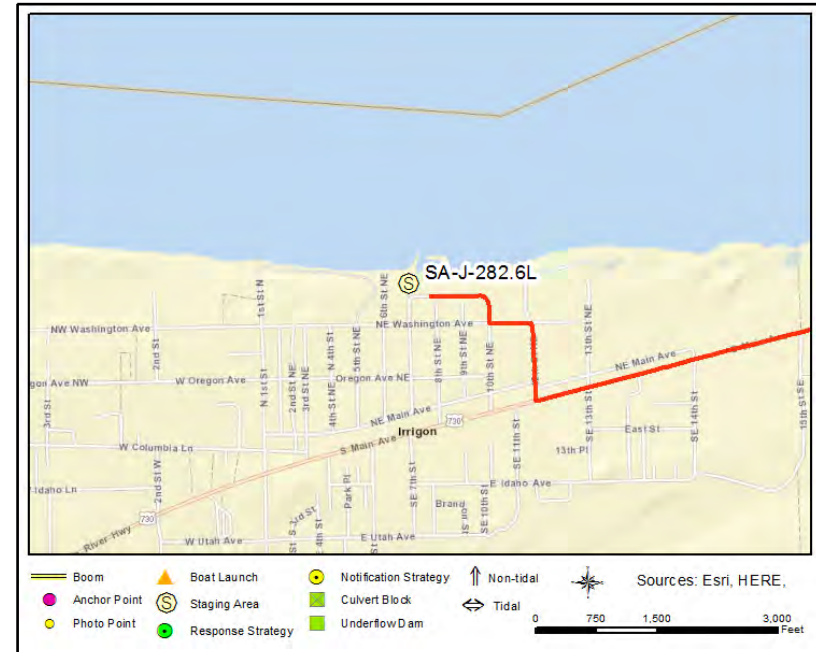 SA-J-282.6L
1st St N
6th St NE
NW Washington Ave
NE Washington Ave
2nd St
N 4th St
5th St NE
8th St NE
9th St NE
10th St NE
13th St NE
NE Main Ave
gon Ave NW
W Oregon Ave
Oregon Ave NE
3rd St
N 1st St
2nd St NE
3rd St NE
4th St NE
NE Main Ave
Irrigon
730
S Main Ave
W Columbia Ln
SE 11th St
SE 13th St
East St
SE 14th St
15th St SE
13th Pl
Idaho Ln
2nd St W
Park Pl
SE 7th St
E Idaho Ave
Brand
SE 10th St
730
River Hwy
W Utah Ave
S 3rd St
E 4th St
E Utah Ave
Boom
Boat Launch
Notification Strategy
Non-tidal
Sources: Esri, HERE,
Anchor Point
S Staging Area
Culvert Block
Tidal
Photo Point
Response Strategy
Underflow Dam
0 750 1,500 3,000
Feet